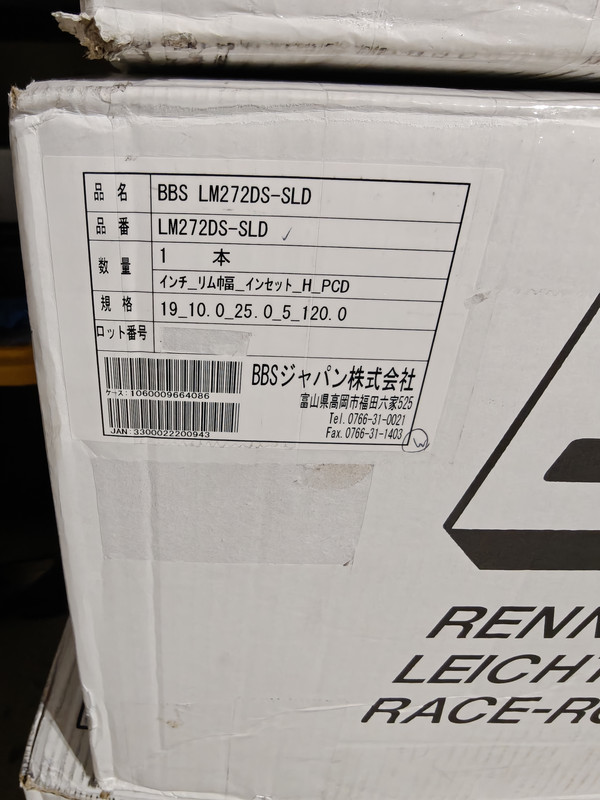 品名 BBS LM272DS-SLD
品番 LM272DS-SLD
数量 1 本
インチ_リム巾畐_インセット_H_PCD
規格 19_10.0_25.0_5_120.0
ロット番号
BBSジャパン株式会社
ケース:1060009664086
富山県高岡市福田六家525
Tel.0766-31-0021
JAN:3300022200943
Fax.0766-31-1403
W
RENN
LEICHT
RACE-R